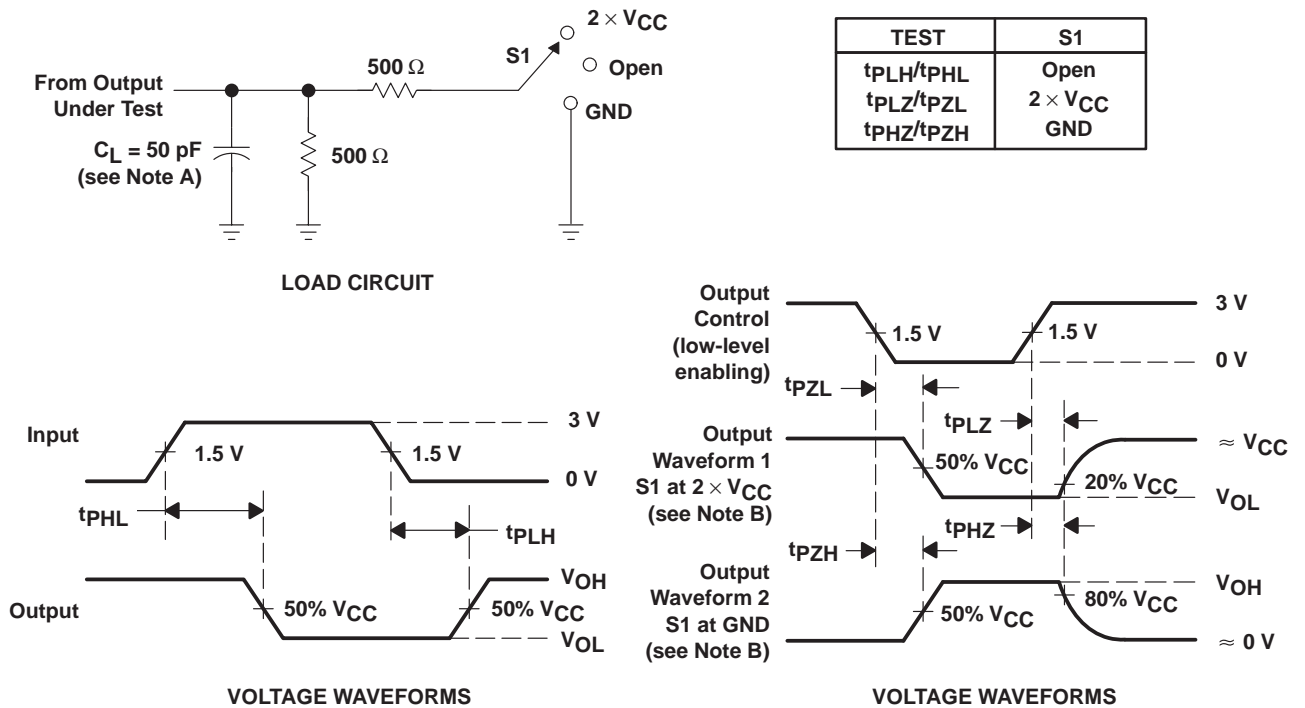 2 × VCC
S1
Open
GND
500 Ω
From Output
Under Test
CL = 50 pF
(see Note A)
500 Ω
LOAD CIRCUIT
TEST S1
tPLH/tPHL Open
tPLZ/tPZL 2 × VCC
tPHZ/tPZH GND
Input
3 V
1.5 V 1.5 V
0 V
tPHL
tPLH
Output
VOH
50% VCC 50% VCC
VOL
VOLTAGE WAVEFORMS
Output
Control
(low-level
enabling)
3 V
1.5 V 1.5 V
0 V
tPZL
tPLZ
Output
Waveform 1
S1 at 2 × VCC
(see Note B)
≈ VCC
50% VCC
20% VCC
VOL
tPHZ
tPZH
Output
Waveform 2
S1 at GND
(see Note B)
VOH
50% VCC
80% VCC
≈ 0 V
VOLTAGE WAVEFORMS